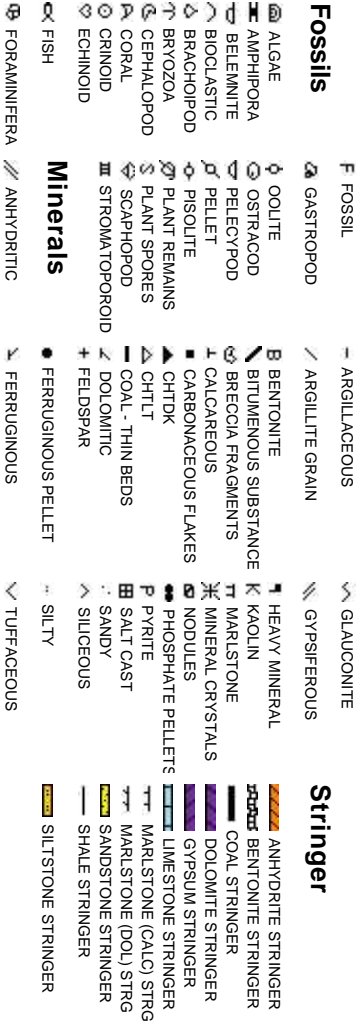 Fossils
ALGAE
AMPHIPORA
BELEMNITE
BIOCLASTIC
BRACHIOPOD
BRYOZOA
CEPHALOPOD
CORAL
CRINOID
ECHINOID
FISH
FORAMINIFERA
F FOSSIL
GASTROPOD
OOLITE
OSTRACOD
PELECYPOD
PELLET
PISOLITE
PLANT REMAINS
PLANT SPORES
SCAPHOPOD
STROMATOPOROID
Minerals
ANHYDRITIC
ARGILLACEOUS
ARGILLITE GRAIN
B BENTONITE
BITUMENOUS SUBSTANCE
BRECCIA FRAGMENTS
CALCAREOUS
CARBONACEOUS FLAKES
CHTDK
CHTLT
COAL - THIN BEDS
DOLOMITIC
FELDSPAR
FERRUGINOUS PELLET
FERRUGINOUS
GLAUCONITE
GYPSIFEROUS
HEAVY MINERAL
K KAOLIN
MARLSTONE
MINERAL CRYSTALS
NODULES
PHOSPHATE PELLETS
P PYRITE
SALT CAST
SANDY
SILICEOUS
SILTY
TUFFACEOUS
Stringer
ANHYDRITE STRINGER
BENTONITE STRINGER
COAL STRINGER
DOLOMITE STRINGER
GYPSUM STRINGER
LIMESTONE STRINGER
MARLSTONE (CALC) STRG
MARLSTONE (DOL) STRG
SANDSTONE STRINGER
SHALE STRINGER
SILTSTONE STRINGER